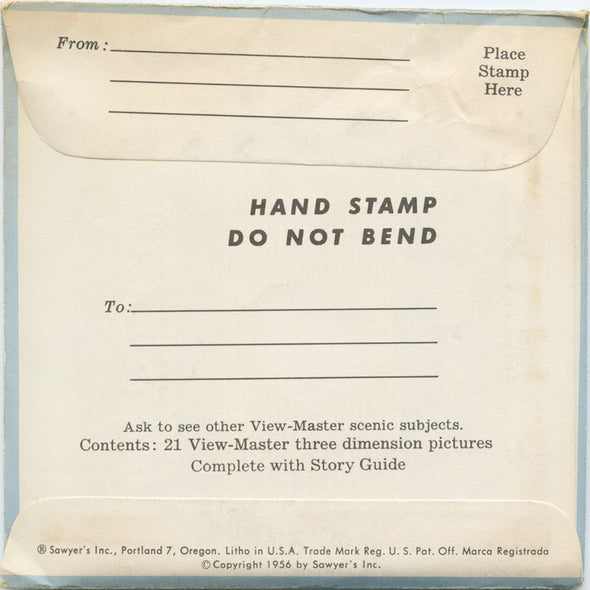 From:
Place
Stamp
Here
HAND STAMP
DO NOT BEND
To:
Ask to see other View-Master scenic subjects.
Contents: 21 View-Master three dimension pictures
Complete with Story Guide
® Sawyer's Inc., Portland 7, Oregon. Litho in U.S.A. Trade Mark Reg. U. S. Pat. Off. Marca Registrada
© Copyright 1956 by Sawyer's Inc.